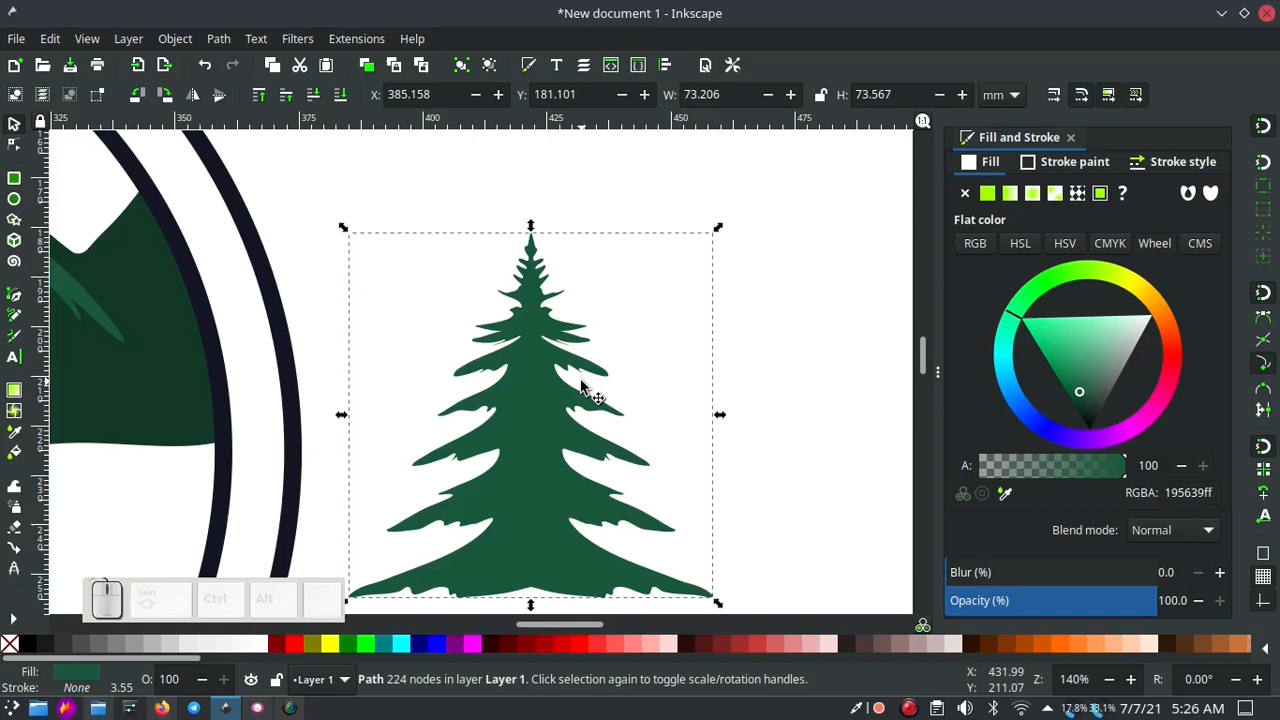 *New document 1 - Inkscape
File Edit View Layer Object Path Text Filters Extensions Help
X: 385.158 Y: 181.101 W: 73.206 H: 73.567 mm
325 350 375 400 425 450 475
Fill and Stroke
Fill Stroke paint Stroke style
?
Flat color
RGB HSL HSV CMYK Wheel CMS
A: 100
RGBA: 195639ff
Blend mode: Normal
Blur (%) 0.0
Opacity (%) 100.0
Shift Ctrl Alt
Fill:
Stroke: None 3.55
O: 100
•Layer 1
Path 224 nodes in layer Layer 1. Click selection again to toggle scale/rotation handles.
X: 431.99
Y: 211.07
Z: 140%
R: 0.00°
7/7/21 5:26 AM